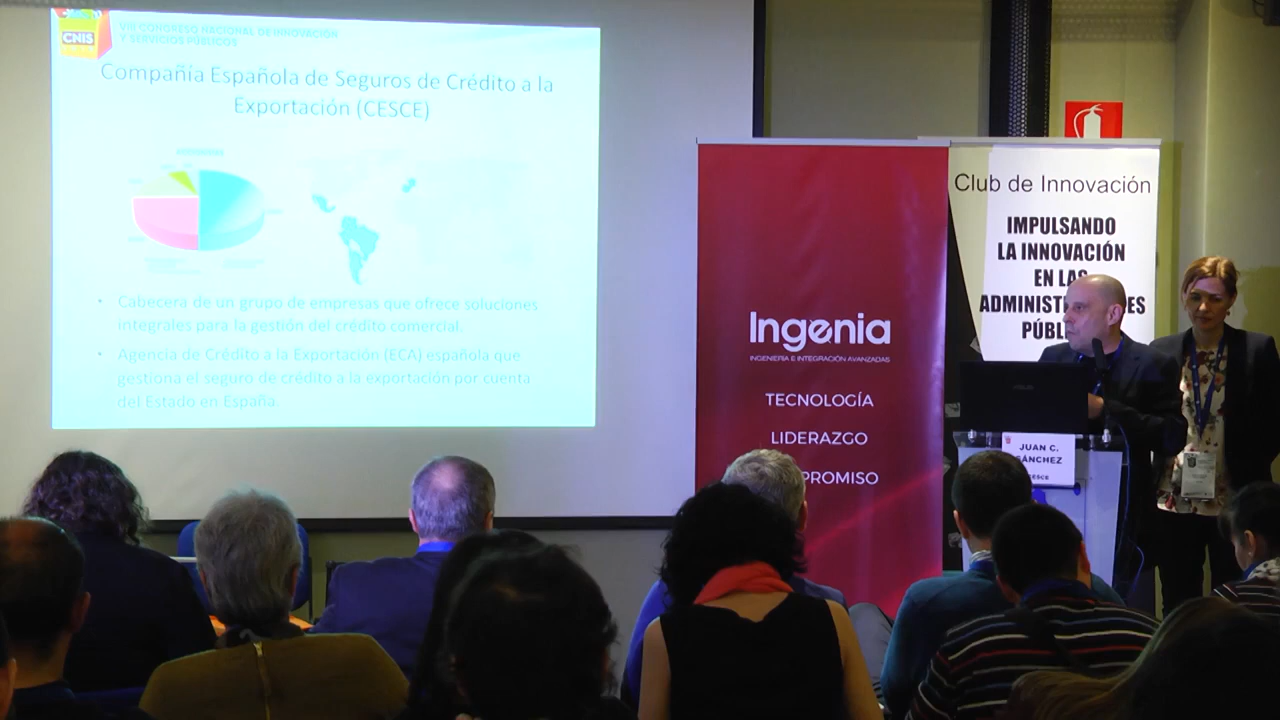 CNIS
VIII CONGRESO NACIONAL DE INNOVACIÓN
Y SERVICIOS PÚBLICOS
Compañía Española de Seguros de Crédito a la
Exportación (CESCE)
• Cabecera de un grupo de empresas que ofrece soluciones
integrales para la gestión del crédito comercial.
• Agencia de Crédito a la Exportación (ECA) española que
gestiona el seguro de crédito a la exportación por cuenta
del Estado en España.
Ingenia
INGENIERÍA E INTEGRACIÓN AVANZADAS
TECNOLOGÍA
LIDERAZGO
PROMISO
Club de Innovación
IMPULSANDO
LA INNOVACIÓN
EN LAS
ADMINIST ES
PÚBL
ASUS
JUAN C.
SÁNCHEZ
CESCE